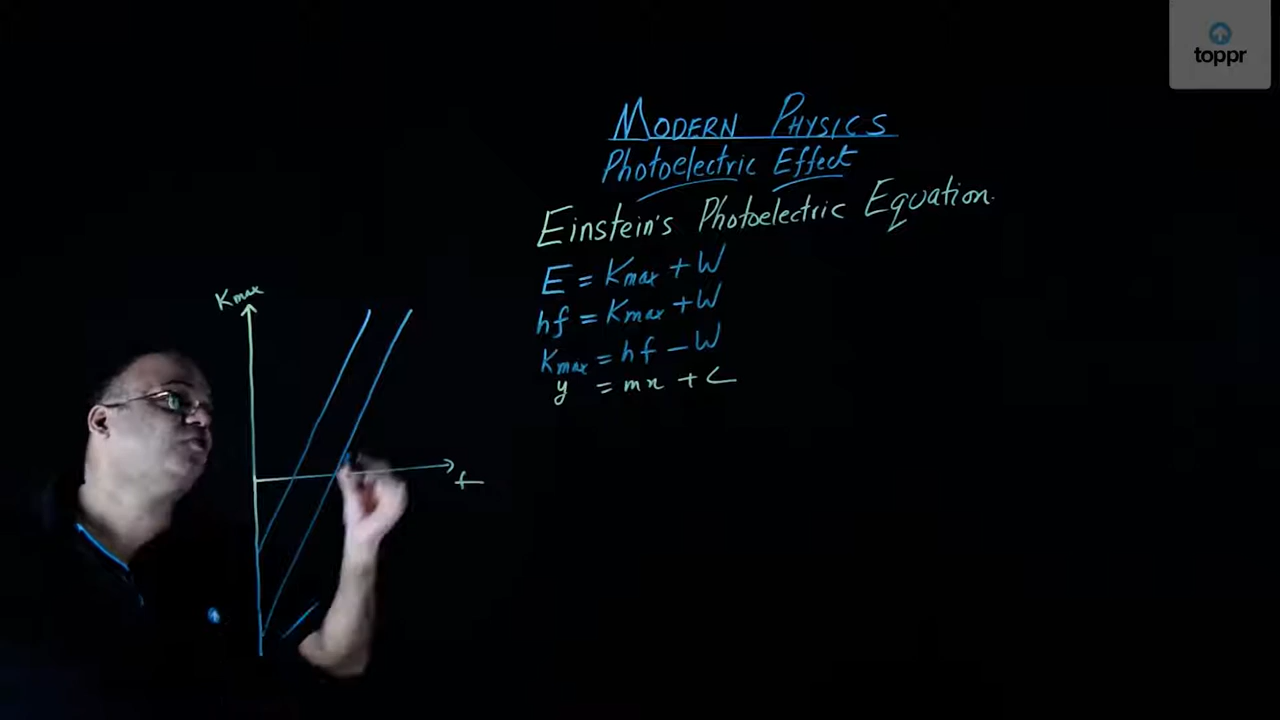 toppr
MODERN PHYSICS
Photoelectric Effect
Einstein's Photoelectric Equation.
E = Kmax + W
hf = Kmax + W
Kmax = hf - W
y = mx + C
Kmax
f